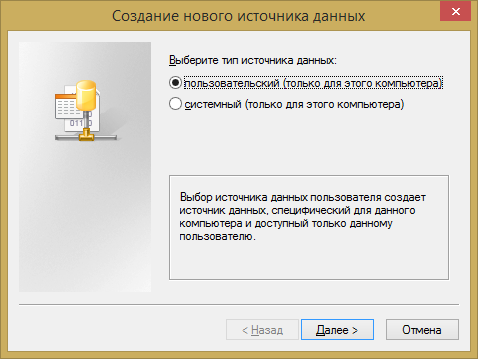 Создание нового источника данных
Выберите тип источника данных:
пользовательский (только для этого компьютера)
системный (только для этого компьютера)
01110
Выбор источника данных пользователя создает
источник данных, специфический для данного
компьютера и доступный только данному
пользователю.
< Назад
Далее >
Отмена